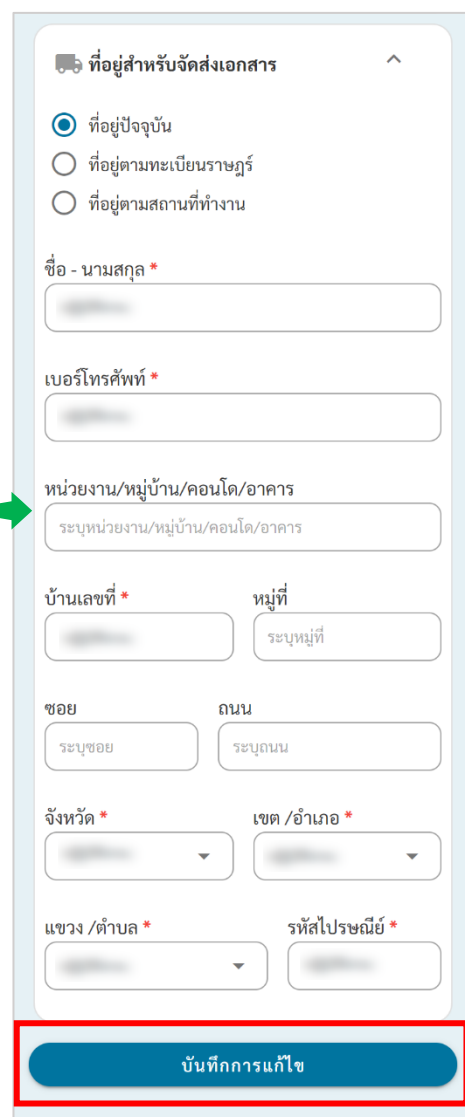 ที่อยู่สำหรับจัดส่งเอกสาร
ที่อยู่ปัจจุบัน
ที่อยู่ตามทะเบียนราษฎร์
ที่อยู่ตามสถานที่ทำงาน
ชื่อ - นามสกุล *
เบอร์โทรศัพท์ *
หน่วยงาน/หมู่บ้าน/คอนโด/อาคาร
ระบุหน่วยงาน/หมู่บ้าน/คอนโด/อาคาร
บ้านเลขที่ * หมู่ที่
ระบุหมู่ที่
ซอย ถนน
ระบุซอย ระบุถนน
จังหวัด * เขต /อำเภอ *
แขวง /ตำบล * รหัสไปรษณีย์ *
บันทึกการแก้ไข